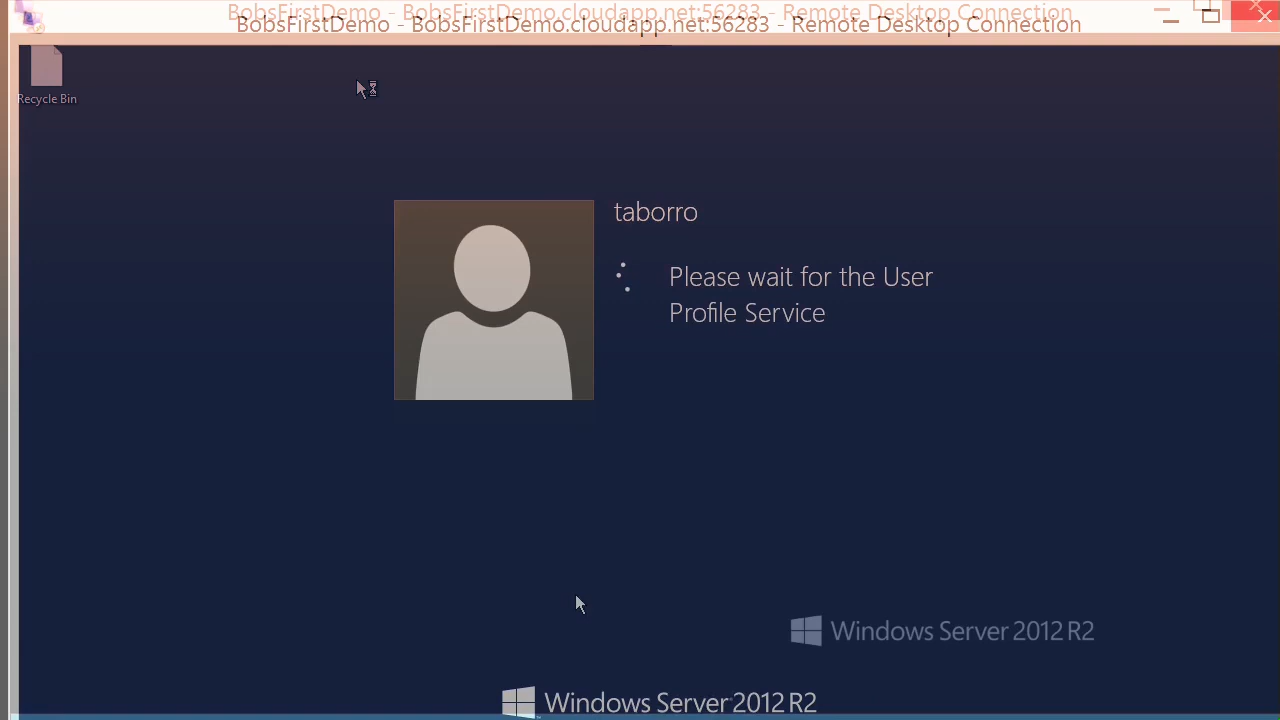 BobsFirstDemo - BobsFirstDemo.cloudapp.net:56283 - Remote Desktop Connection
BobsFirstDemo - BobsFirstDemo.cloudapp.net:56283 - Remote Desktop Connection
Recycle Bin
taborro
Please wait for the User
Profile Service
Windows Server 2012 R2
Windows Server 2012 R2